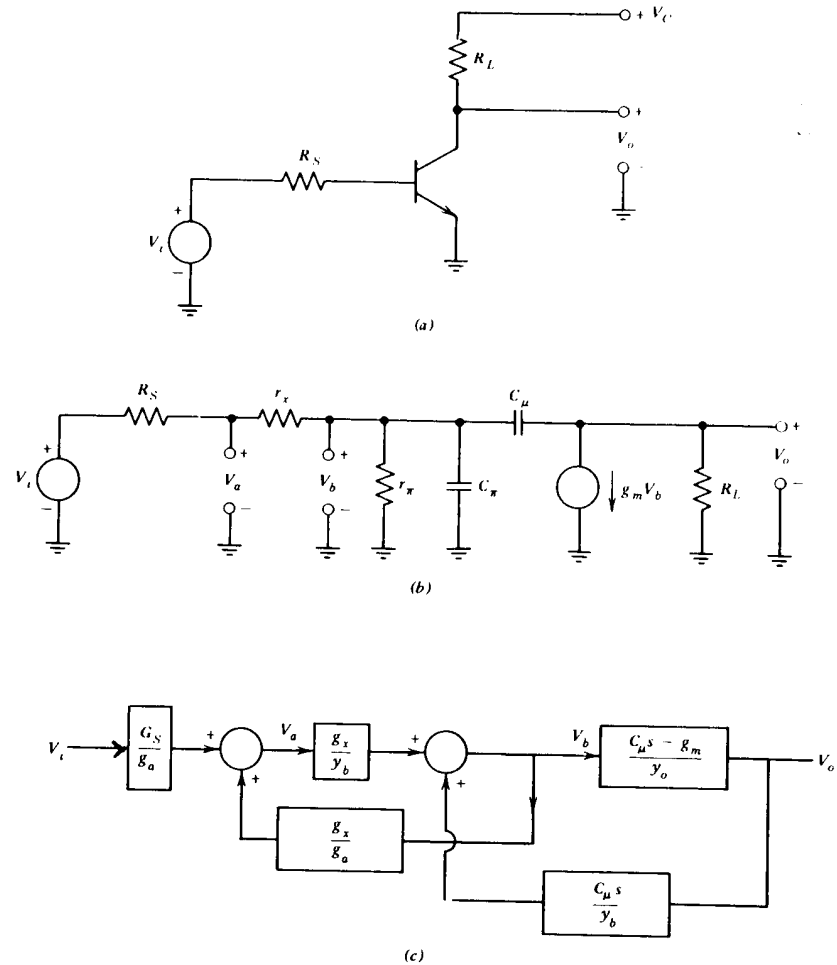 + V_C
R_L
+
V_o
−
R_S
+
V_i
−
(a)
R_S
r_x
C_μ
+
V_i
−
+
V_a
−
+
V_b
−
r_π
C_π
g_m V_b
R_L
+
V_o
−
(b)
V_i
G_S
g_a
+
+
V_a
g_x
y_b
+
+
V_b
C_μ s − g_m
y_o
V_o
g_x
g_a
C_μ s
y_b
(c)